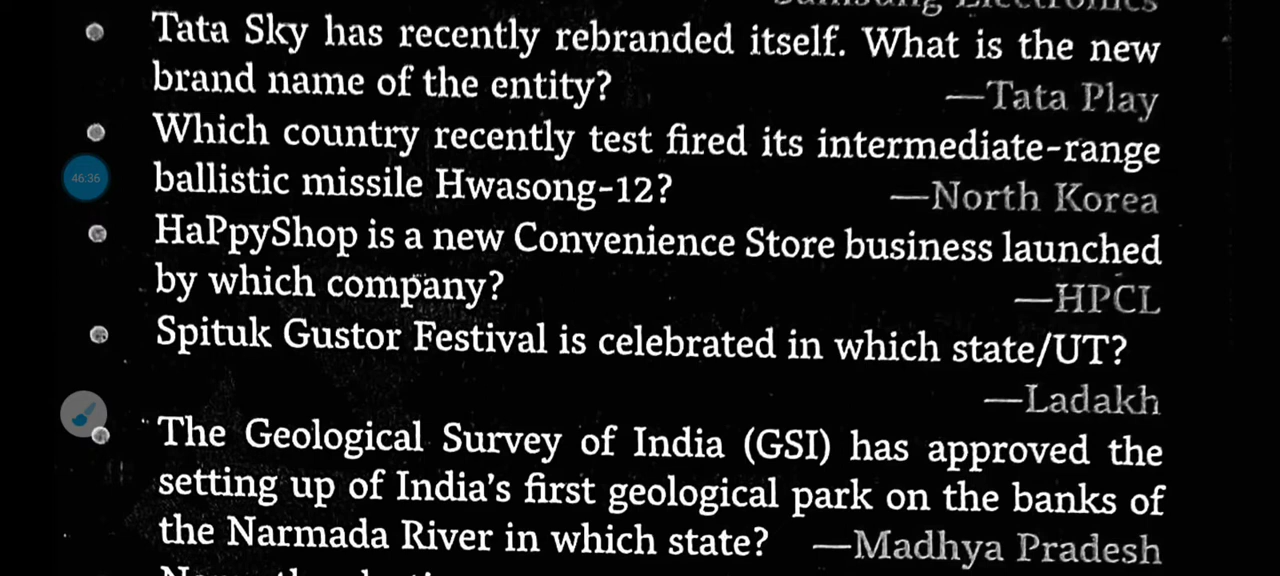 Samsung Electronics
Tata Sky has recently rebranded itself. What is the new
brand name of the entity? —Tata Play
Which country recently test fired its intermediate-range
46:36
ballistic missile Hwasong-12? —North Korea
HaPpyShop is a new Convenience Store business launched
by which company? —HPCL
Spituk Gustor Festival is celebrated in which state/UT?
—Ladakh
The Geological Survey of India (GSI) has approved the
setting up of India's first geological park on the banks of
the Narmada River in which state? —Madhya Pradesh